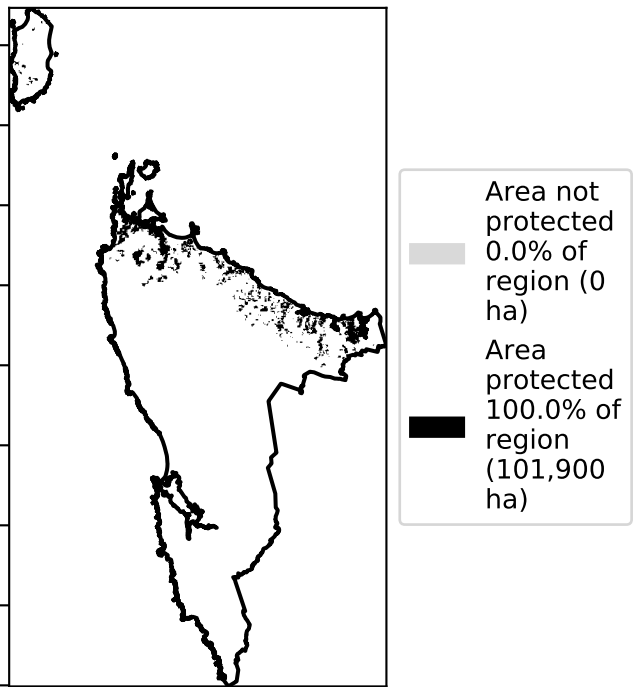 Area not
protected
0.0% of
region (0
ha)
Area
protected
100.0% of
region
(101,900
ha)